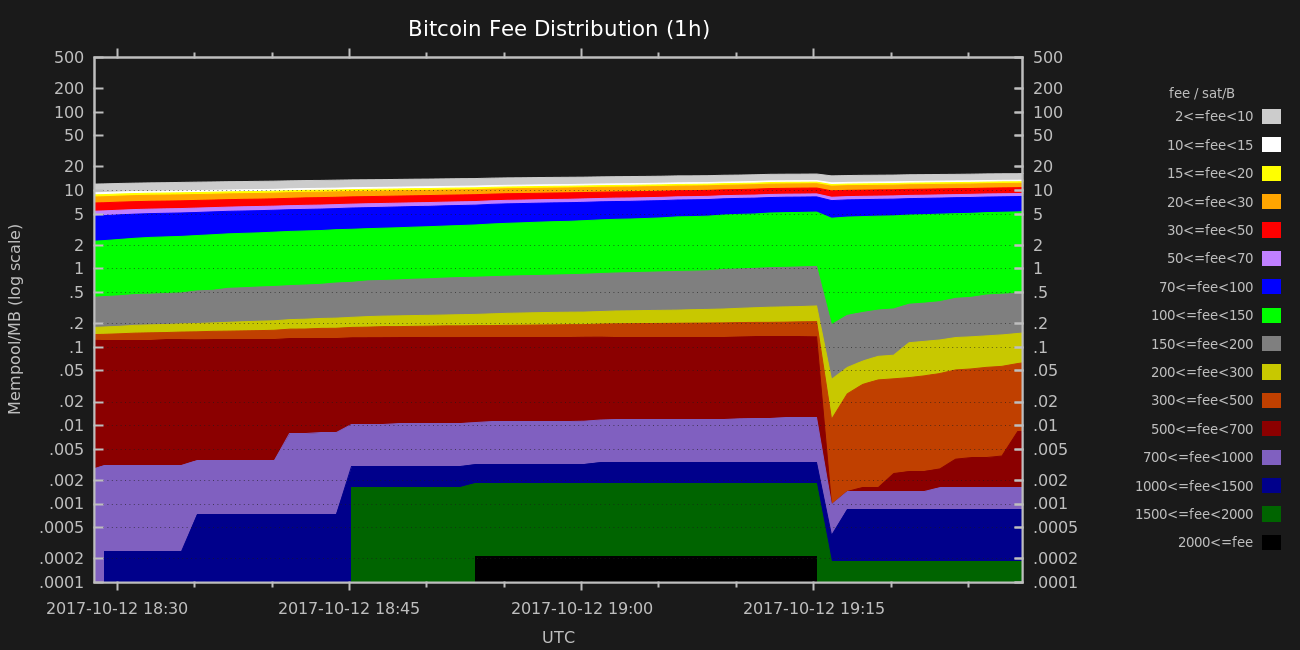 Bitcoin Fee Distribution (1h)
500 500
200 200
100 100
50 50
20 20
10 10
5 5
2 2
1 1
.5 .5
.2 .2
.1 .1
.05 .05
.02 .02
.01 .01
.005 .005
.002 .002
.001 .001
.0005 .0005
.0002 .0002
.0001 .0001
Mempool/MB (log scale)
2017-10-12 18:30 2017-10-12 18:45 2017-10-12 19:00 2017-10-12 19:15
UTC
fee / sat/B
2<=fee<10
10<=fee<15
15<=fee<20
20<=fee<30
30<=fee<50
50<=fee<70
70<=fee<100
100<=fee<150
150<=fee<200
200<=fee<300
300<=fee<500
500<=fee<700
700<=fee<1000
1000<=fee<1500
1500<=fee<2000
2000<=fee